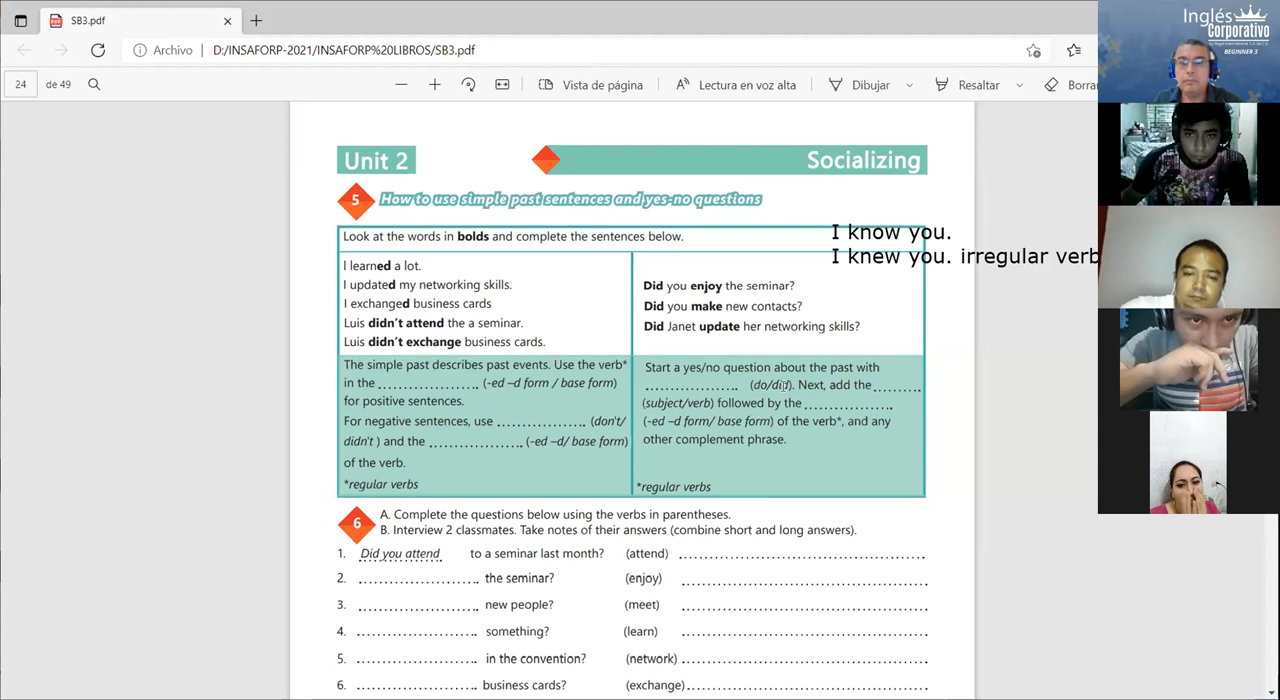 SB3.pdf
Archivo D:/INSAFORP-2021/INSAFORP%20LIBROS/SB3.pdf
24 de 49 Vista de página Lectura en voz alta Dibujar Resaltar Borrar
Inglés
Corporativo
BEGINNER 3
Unit 2 Socializing
5 How to use simple past sentences and yes-no questions
I know you.
I knew you. irregular verb
Look at the words in bolds and complete the sentences below.
I learned a lot.
I updated my networking skills.
I exchanged business cards
Luis didn't attend the a seminar.
Luis didn't exchange business cards.
Did you enjoy the seminar?
Did you make new contacts?
Did Janet update her networking skills?
The simple past describes past events. Use the verb*
in the .................... (-ed –d form / base form)
for positive sentences.
For negative sentences, use .................. (don't/
didn't ) and the .................... (-ed –d/ base form)
of the verb.
*regular verbs
Start a yes/no question about the past with
.................. (do/did). Next, add the .........
(subject/verb) followed by the .................
(-ed –d form/ base form) of the verb*, and any
other complement phrase.
*regular verbs
6 A. Complete the questions below using the verbs in parentheses.
B. Interview 2 classmates. Take notes of their answers (combine short and long answers).
1. Did you attend to a seminar last month? (attend) ..................................................
2. ........................ the seminar? (enjoy) ..................................................
3. ........................ new people? (meet) ..................................................
4. ........................ something? (learn) ..................................................
5. ........................ in the convention? (network) ..................................................
6. ........................ business cards? (exchange) ..................................................